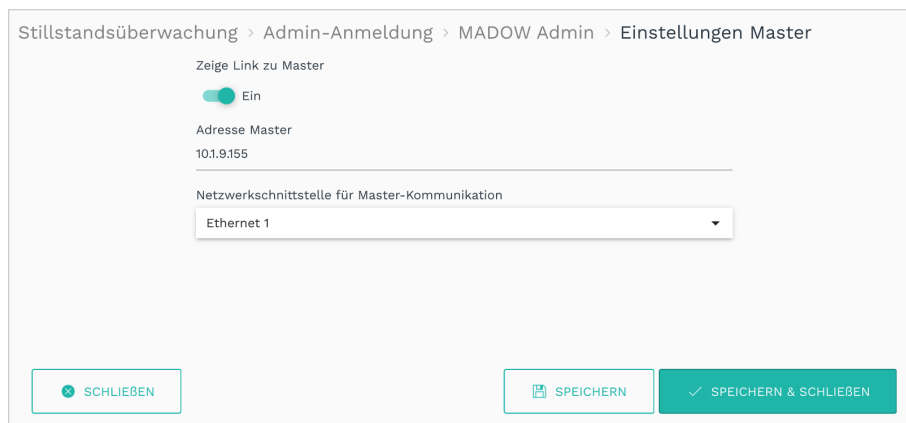 Stillstandsüberwachung > Admin-Anmeldung > MADOW Admin > Einstellungen Master
Zeige Link zu Master
Ein
Adresse Master
10.1.9.155
Netzwerkschnittstelle für Master-Kommunikation
Ethernet 1
SCHLIEẞEN SPEICHERN SPEICHERN & SCHLIEẞEN